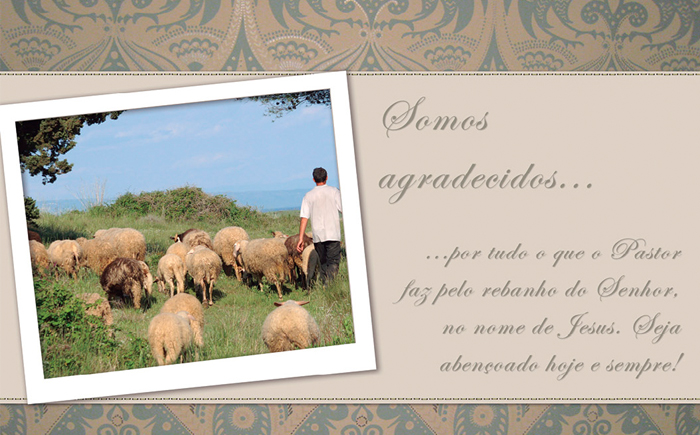 Somos
agradecidos...
...por tudo o que o Pastor
faz pelo rebanho do Senhor,
no nome de Jesus. Seja
abençoado hoje e sempre!